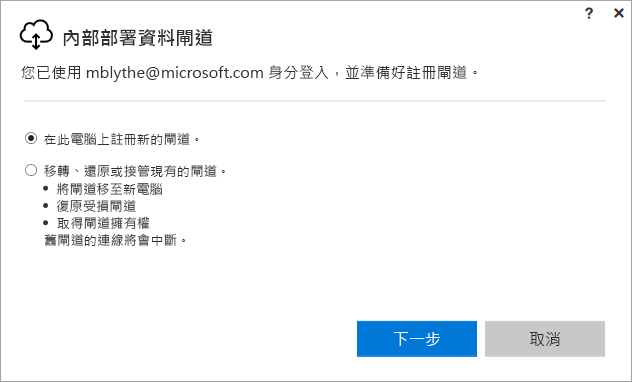 ? ×
內部部署資料閘道
您已使用 mblythe@microsoft.com 身分登入，並準備好註冊閘道。
在此電腦上註冊新的閘道。
移轉、還原或接管現有的閘道。
• 將閘道移至新電腦
• 復原受損閘道
• 取得閘道擁有權
舊閘道的連線將會中斷。
下一步 取消